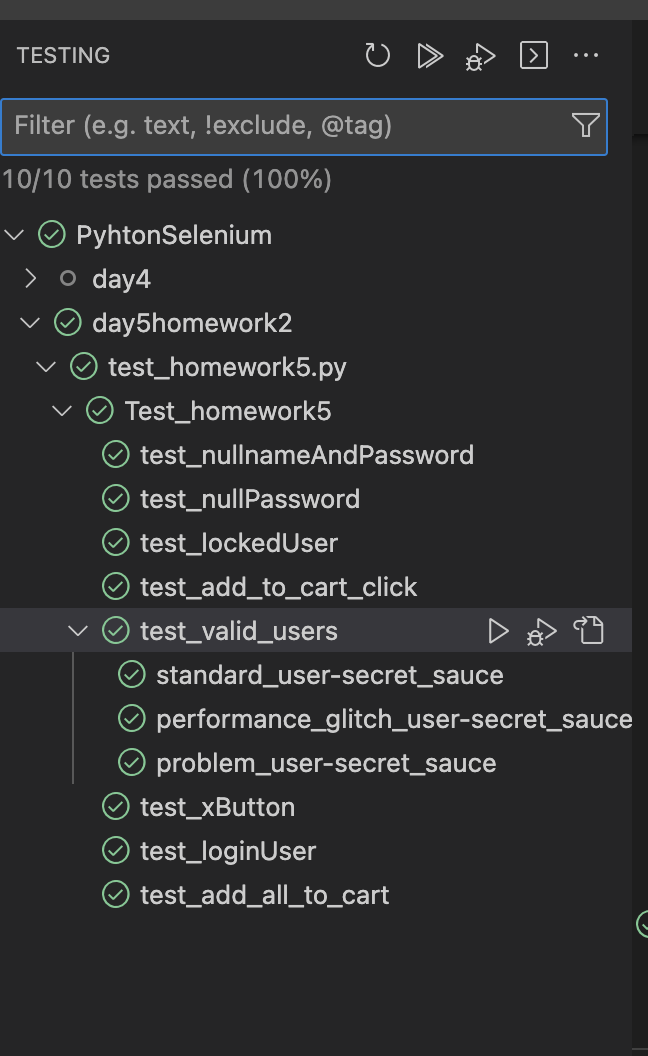 TESTING
Filter (e.g. text, !exclude, @tag)
10/10 tests passed (100%)
PyhtonSelenium
day4
day5homework2
test_homework5.py
Test_homework5
test_nullnameAndPassword
test_nullPassword
test_lockedUser
test_add_to_cart_click
test_valid_users
standard_user-secret_sauce
performance_glitch_user-secret_sauce
problem_user-secret_sauce
test_xButton
test_loginUser
test_add_all_to_cart